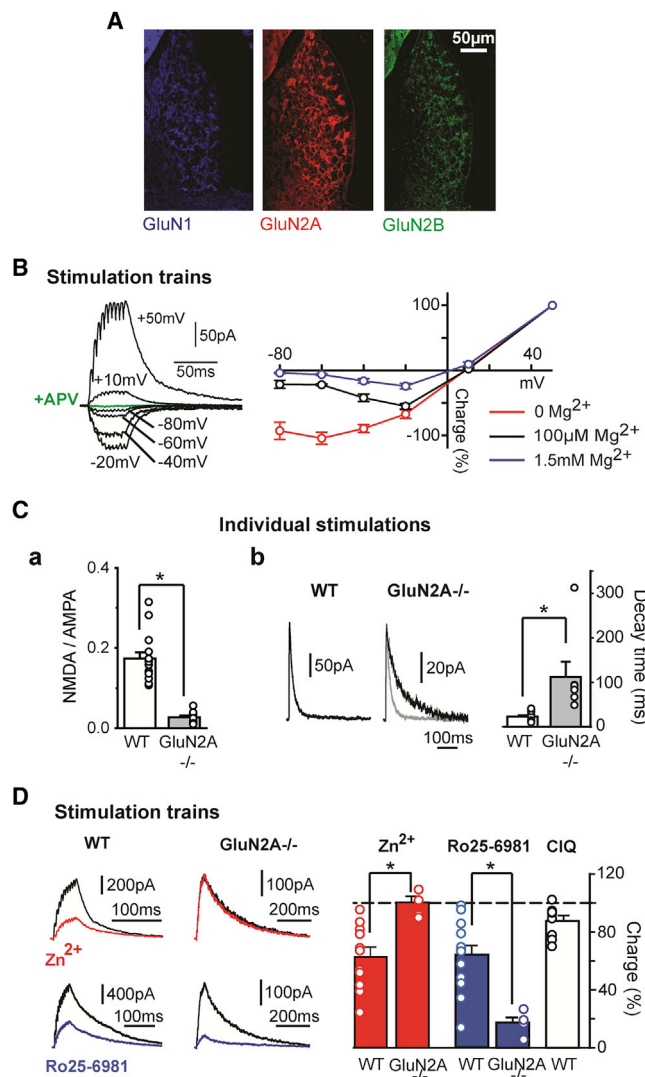 A
50µm
GluN1 GluN2A GluN2B
B Stimulation trains
+50mV
50pA
50ms
+10mV
+APV
-80mV
-60mV
-40mV
-20mV
100
-80
40
mV
Charge (%)
-100
0 Mg2+
100µM Mg2+
1.5mM Mg2+
C Individual stimulations
a
NMDA / AMPA
0.4
0.2
0.0
*
WT GluN2A
-/-
b
WT GluN2A-/-
50pA
20pA
100ms
*
300
200
100
0
Decay time (ms)
WT GluN2A
-/-
D Stimulation trains
WT GluN2A-/-
200pA
100ms
Zn2+
100pA
200ms
400pA
100ms
Ro25-6981
100pA
200ms
Zn2+ Ro25-6981 CIQ
* *
120
80
40
0
Charge (%)
WT GluN2A WT GluN2A WT
-/- -/-